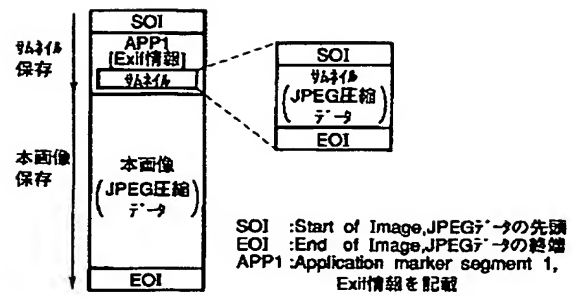 SOI
APP1
[Exif情報]
ｻﾑﾈｲﾙ
ｻﾑﾈｲﾙ
保存
SOI
ｻﾑﾈｲﾙ
(JPEG圧縮
ﾃﾞｰﾀ)
EOI
本画像
保存
本画像
(JPEG圧縮
ﾃﾞｰﾀ)
EOI
SOI :Start of Image,JPEGﾃﾞｰﾀの先頭
EOI :End of Image,JPEGﾃﾞｰﾀの終端
APP1 :Application marker segment 1,
Exif情報を記載